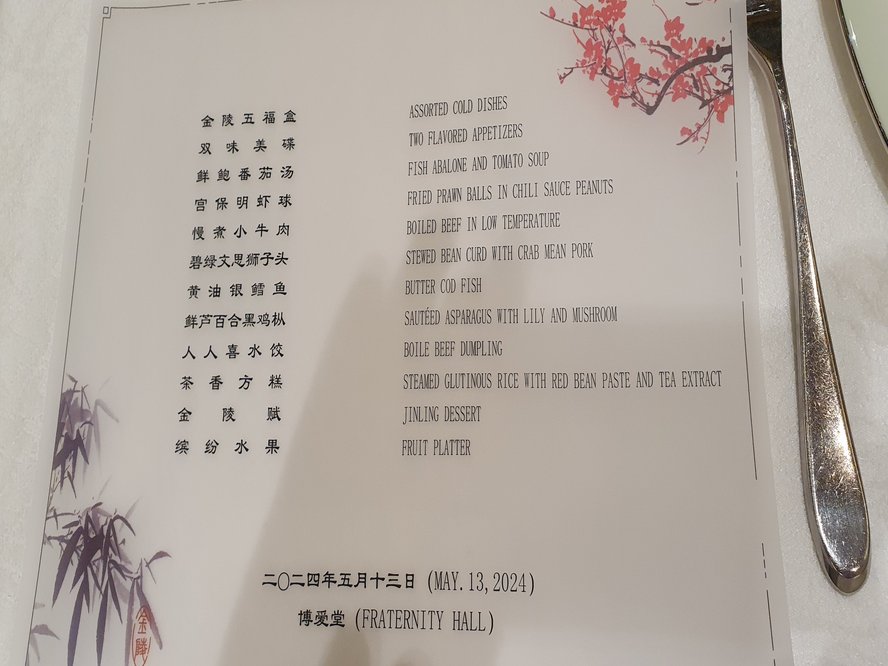 金陵五福盒 ASSORTED COLD DISHES
双味美碟 TWO FLAVORED APPETIZERS
鲜鲍番茄汤 FISH ABALONE AND TOMATO SOUP
宫保明虾球 FRIED PRAWN BALLS IN CHILI SAUCE PEANUTS
慢煮小牛肉 BOILED BEEF IN LOW TEMPERATURE
碧绿文思狮子头 STEWED BEAN CURD WITH CRAB MEAN PORK
黄油银鳕鱼 BUTTER COD FISH
鲜芦百合黑鸡枞 SAUTÉED ASPARAGUS WITH LILY AND MUSHROOM
人人喜水饺 BOILE BEEF DUMPLING
茶香方糕 STEAMED GLUTINOUS RICE WITH RED BEAN PASTE AND TEA EXTRACT
金陵赋 JINLING DESSERT
缤纷水果 FRUIT PLATTER
二〇二四年五月十三日 (MAY. 13, 2024)
博愛堂 (FRATERNITY HALL)
金陵